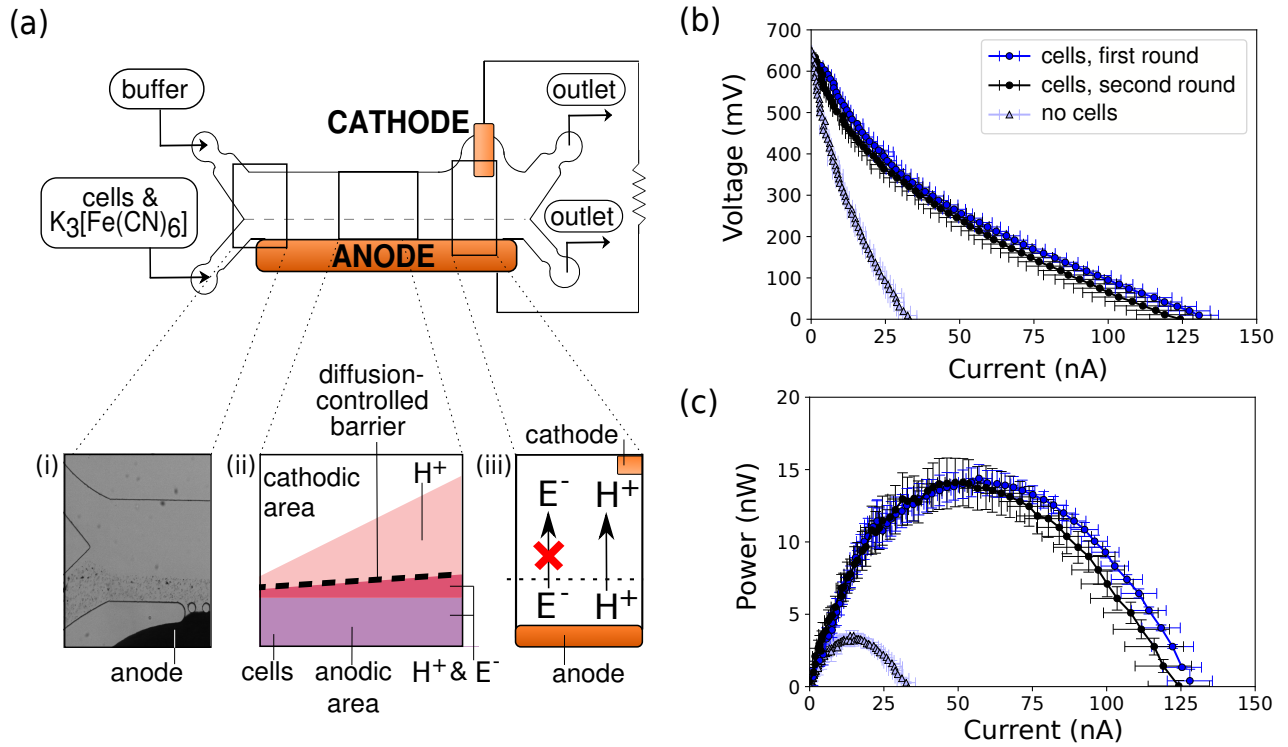 (a)
buffer
cells &
K3[Fe(CN)6]
CATHODE
ANODE
outlet
outlet
diffusion-
controlled
barrier
(i)
anode
(ii)
cathodic
area
H+
cells
anodic
area
H+ & E-
(iii)
cathode
E-
H+
E-
H+
anode
(b)
700
600
500
400
300
200
100
0
Voltage (mV)
cells, first round
cells, second round
no cells
0
25
50
75
100
125
150
Current (nA)
(c)
20
15
10
5
0
Power (nW)
0
25
50
75
100
125
150
Current (nA)